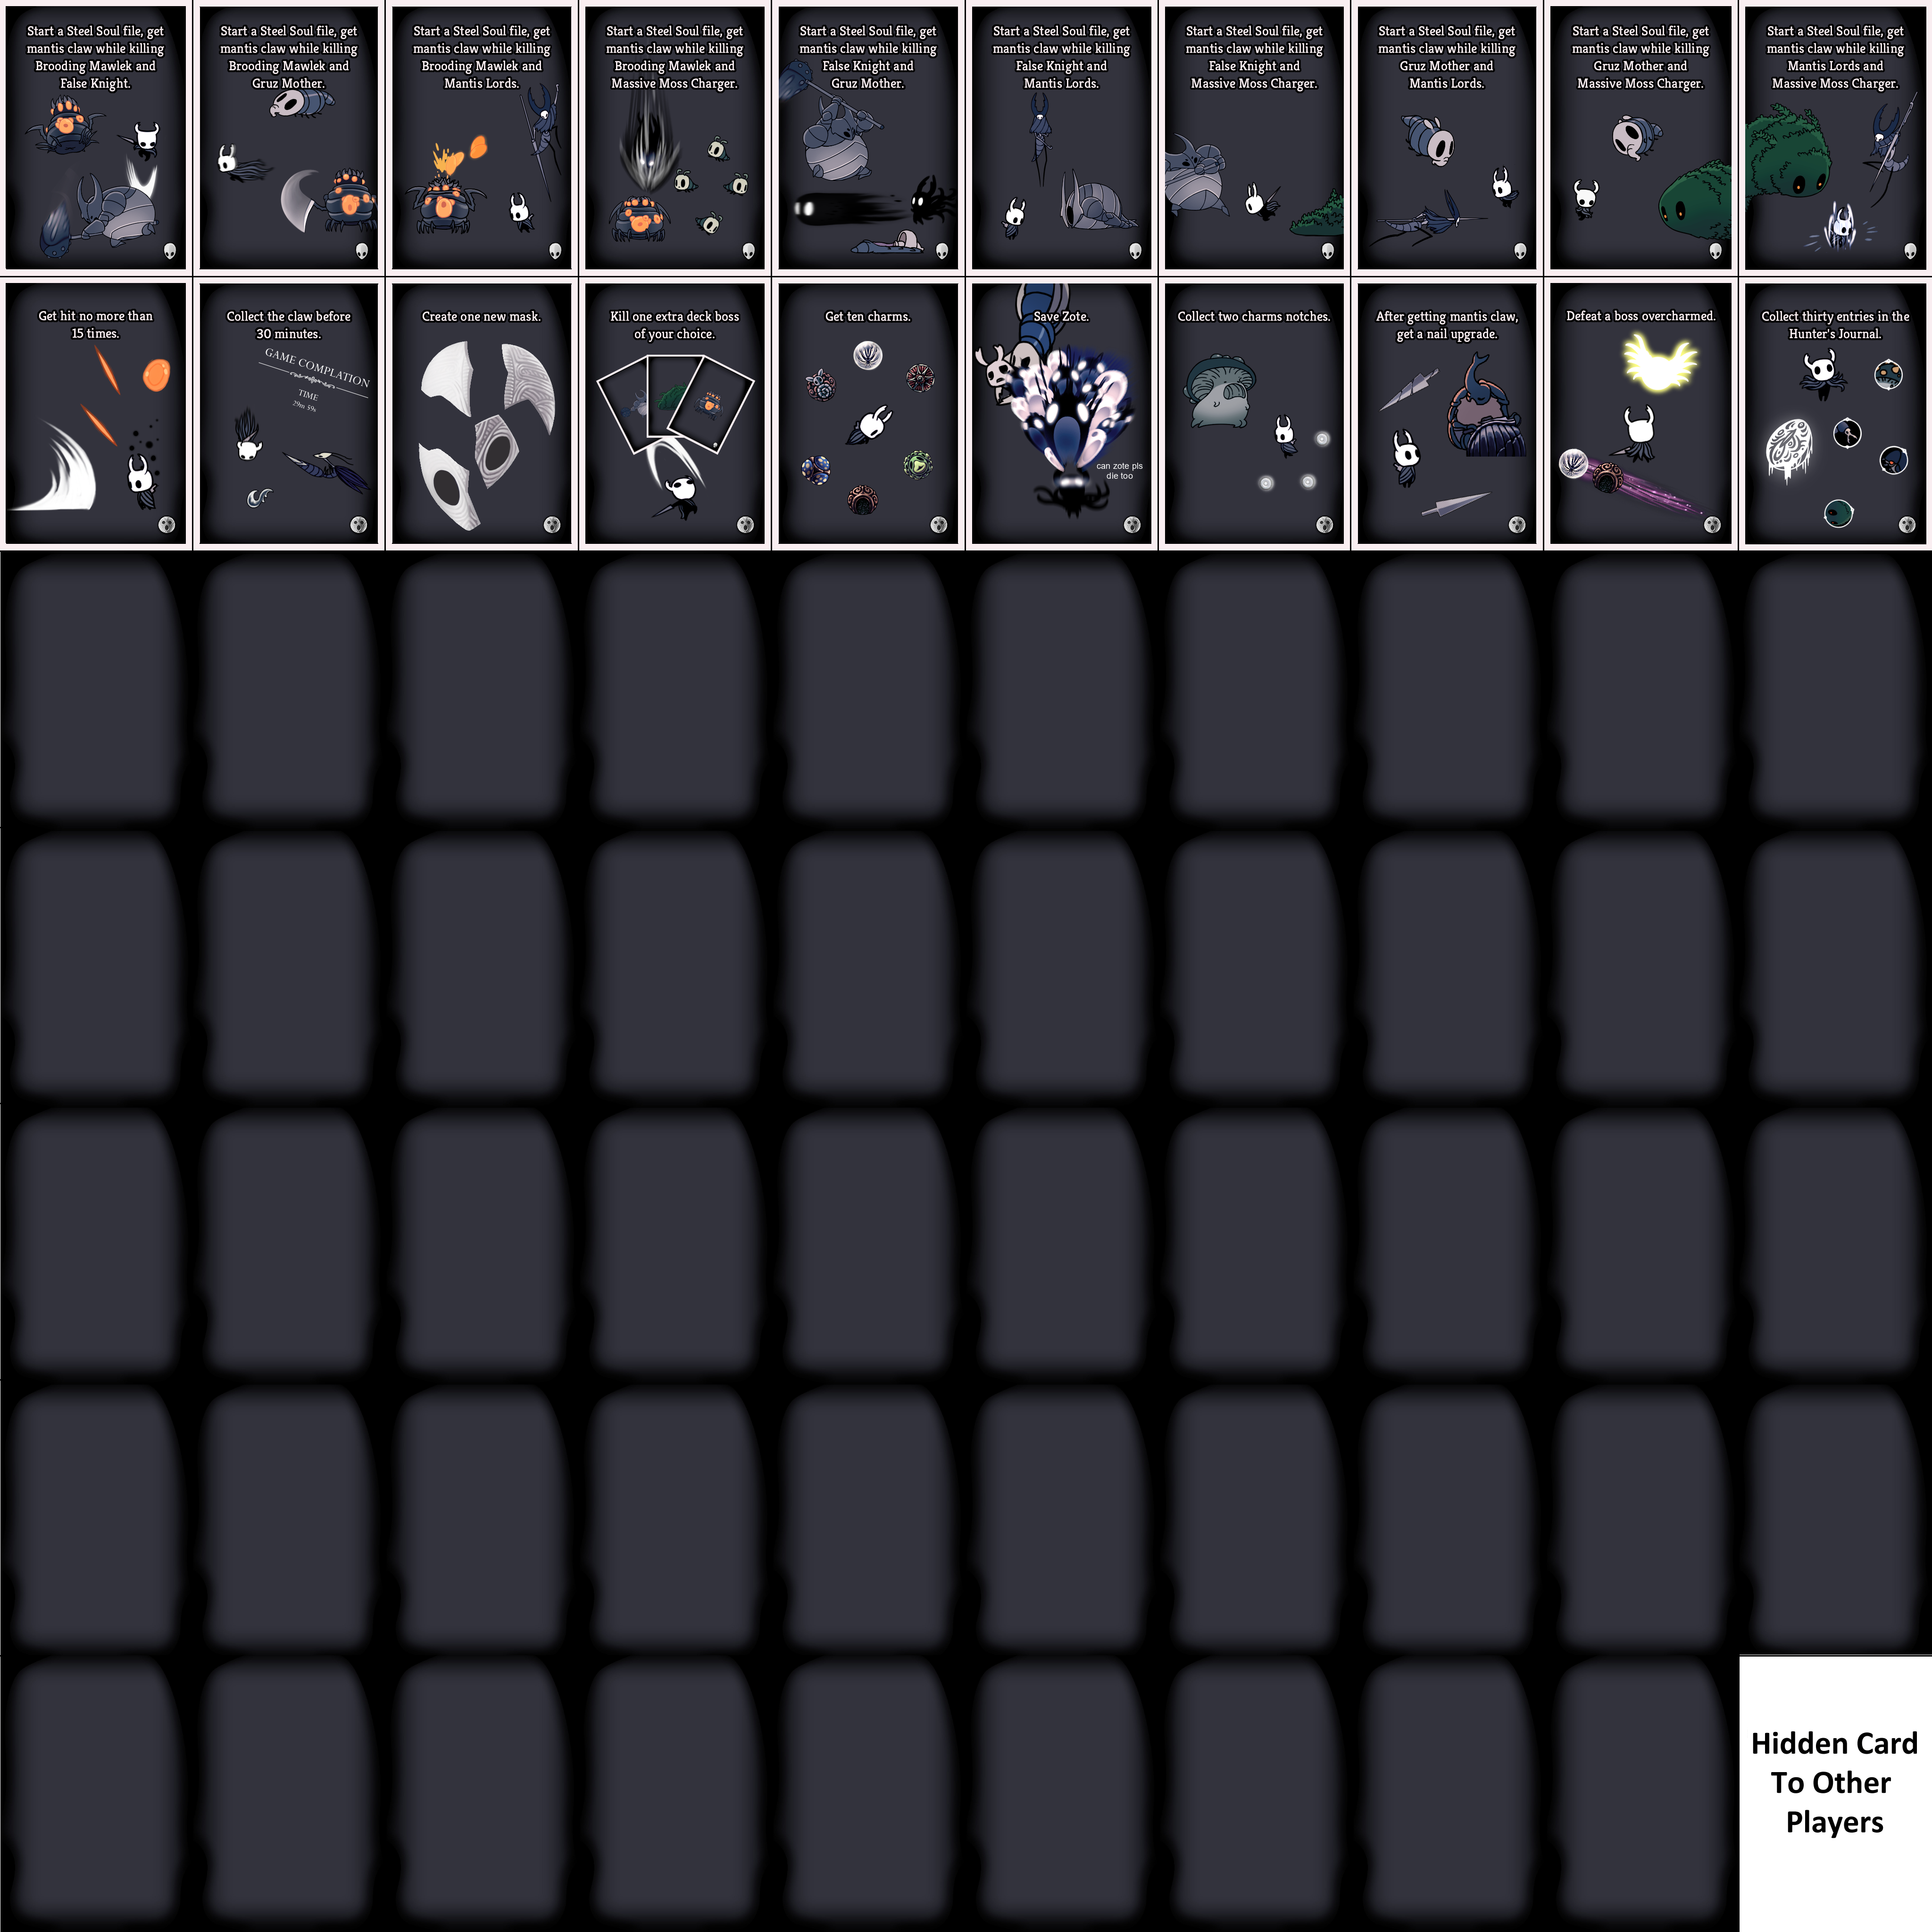 Start a Steel Soul file, get
mantis claw while killing
Brooding Mawlek and
False Knight.
Start a Steel Soul file, get
mantis claw while killing
Brooding Mawlek and
Gruz Mother.
Start a Steel Soul file, get
mantis claw while killing
Brooding Mawlek and
Mantis Lords.
Start a Steel Soul file, get
mantis claw while killing
Brooding Mawlek and
Massive Moss Charger.
Start a Steel Soul file, get
mantis claw while killing
False Knight and
Gruz Mother.
Start a Steel Soul file, get
mantis claw while killing
False Knight and
Mantis Lords.
Start a Steel Soul file, get
mantis claw while killing
False Knight and
Massive Moss Charger.
Start a Steel Soul file, get
mantis claw while killing
Gruz Mother and
Mantis Lords.
Start a Steel Soul file, get
mantis claw while killing
Gruz Mother and
Massive Moss Charger.
Start a Steel Soul file, get
mantis claw while killing
Mantis Lords and
Massive Moss Charger.
Get hit no more than
15 times.
Collect the claw before
30 minutes.
GAME COMPLATION
TIME
29m 59s
Create one new mask.
Kill one extra deck boss
of your choice.
Get ten charms.
Save Zote.
can zote pls
die too
Collect two charms notches.
After getting mantis claw,
get a nail upgrade.
Defeat a boss overcharmed.
Collect thirty entries in the
Hunter's Journal.
Hidden Card
To Other
Players